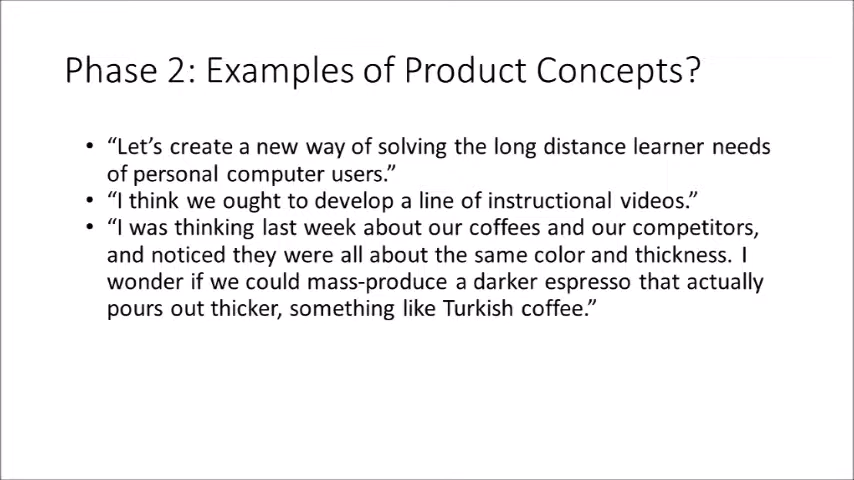 Phase 2: Examples of Product Concepts?
• “Let’s create a new way of solving the long distance learner needs
of personal computer users.”
• “I think we ought to develop a line of instructional videos.”
• “I was thinking last week about our coffees and our competitors,
and noticed they were all about the same color and thickness. I
wonder if we could mass-produce a darker espresso that actually
pours out thicker, something like Turkish coffee.”